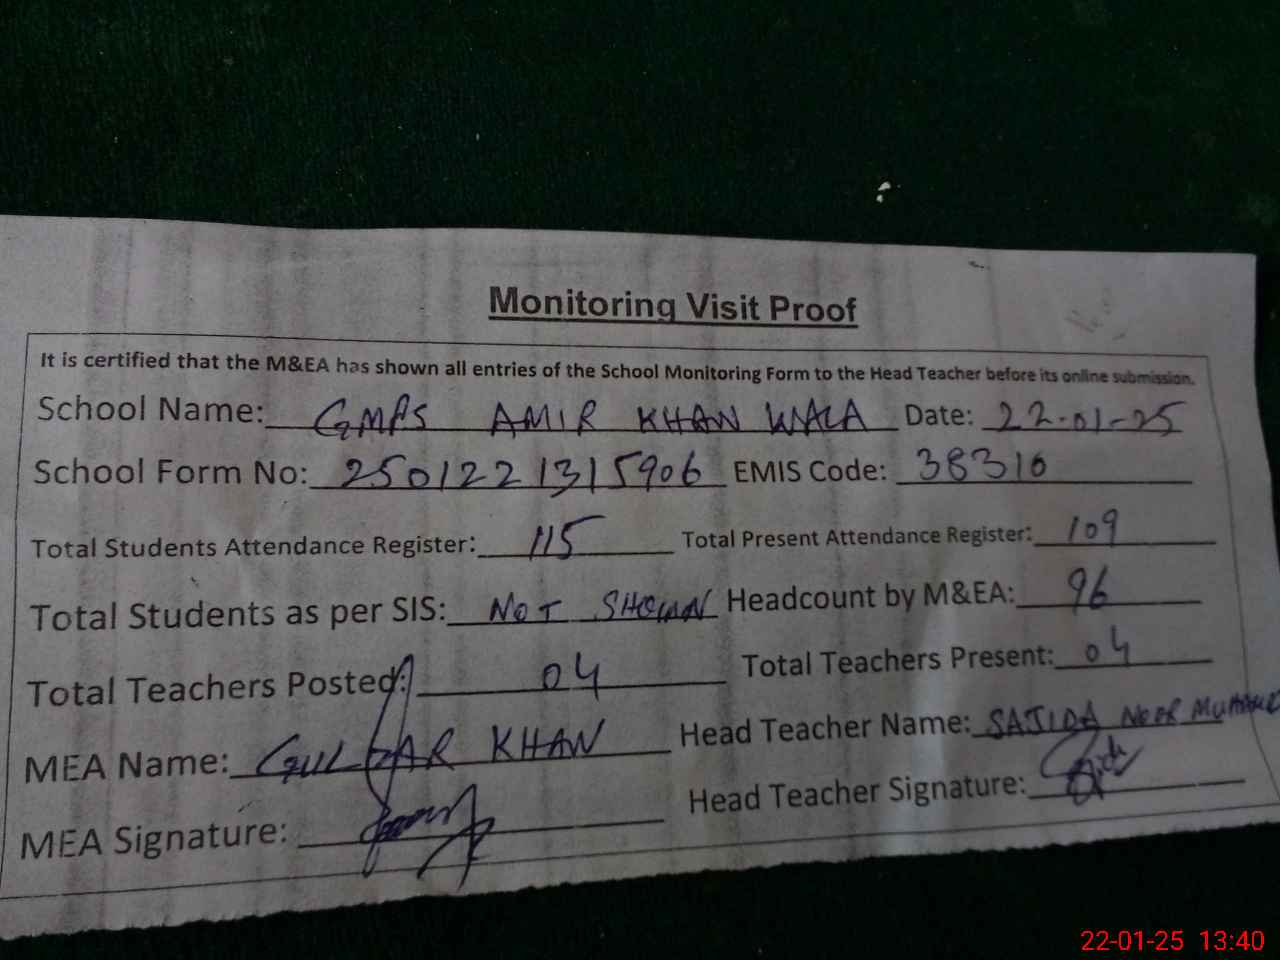 Monitoring Visit Proof
It is certified that the M&EA has shown all entries of the School Monitoring Form to the Head Teacher before its online submission.
School Name: GMPS AMIR KHAN WALA Date: 22-01-25
School Form No: 2501221315906 EMIS Code: 38310
Total Students Attendance Register: 115 Total Present Attendance Register: 109
Total Students as per SIS: NOT SHOWN Headcount by M&EA: 96
Total Teachers Posted: 04 Total Teachers Present: 04
MEA Name: GULZAR KHAN Head Teacher Name: SAJIDA NOOR
MEA Signature: Head Teacher Signature:
22-01-25 13:40